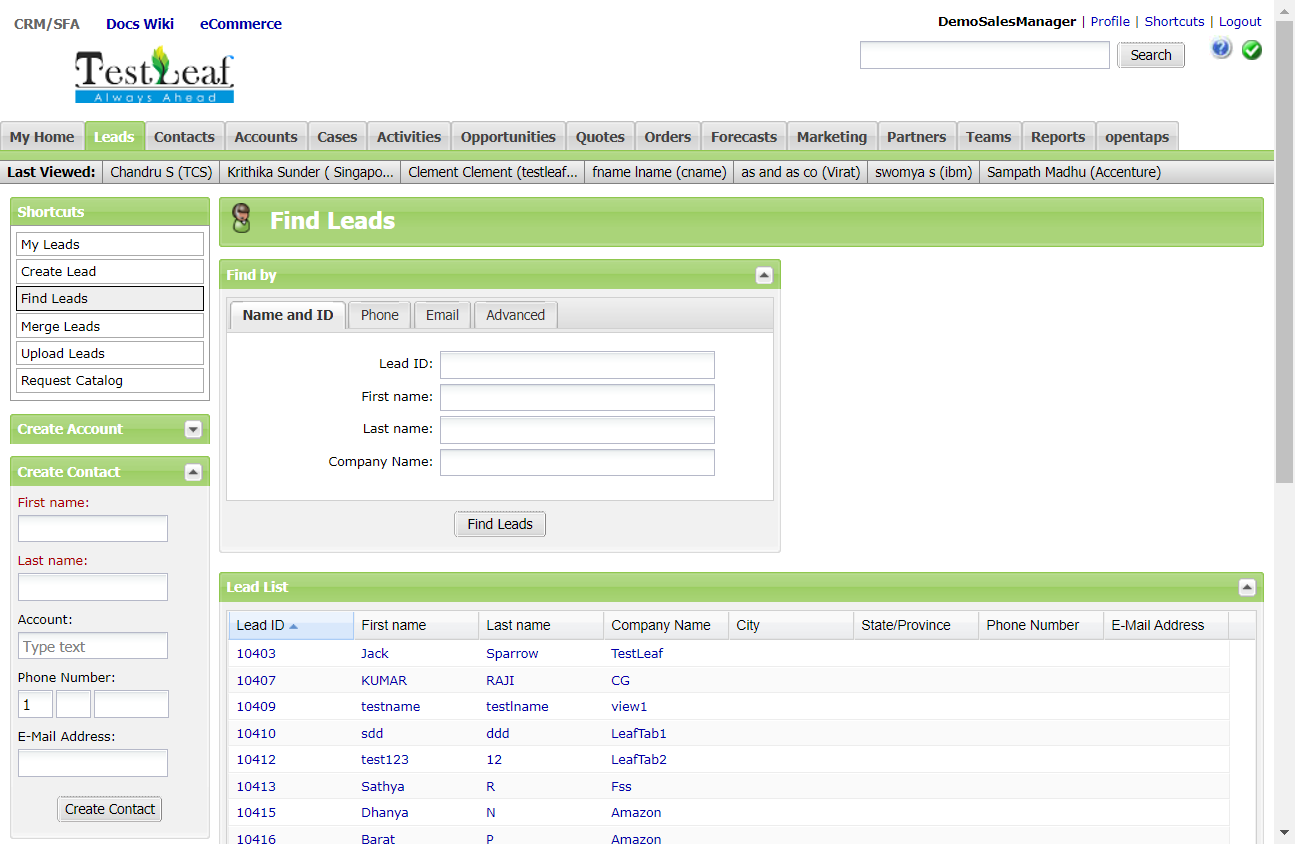 CRM/SFA Docs Wiki eCommerce
DemoSalesManager | Profile | Shortcuts | Logout
Search
TestLeaf
Always Ahead
My Home Leads Contacts Accounts Cases Activities Opportunities Quotes Orders Forecasts Marketing Partners Teams Reports opentaps
Last Viewed: Chandru S (TCS) Krithika Sunder ( Singapo... Clement Clement (testleaf... fname lname (cname) as and as co (Virat) swomya s (ibm) Sampath Madhu (Accenture)
Shortcuts
My Leads
Create Lead
Find Leads
Merge Leads
Upload Leads
Request Catalog
Create Account
Create Contact
First name:
Last name:
Account:
Type text
Phone Number:
1
E-Mail Address:
Create Contact
Find Leads
Find by
Name and ID Phone Email Advanced
Lead ID:
First name:
Last name:
Company Name:
Find Leads
Lead List
Lead ID First name Last name Company Name City State/Province Phone Number E-Mail Address
10403 Jack Sparrow TestLeaf
10407 KUMAR RAJI CG
10409 testname testlname view1
10410 sdd ddd LeafTab1
10412 test123 12 LeafTab2
10413 Sathya R Fss
10415 Dhanya N Amazon
10416 Barat P Amazon